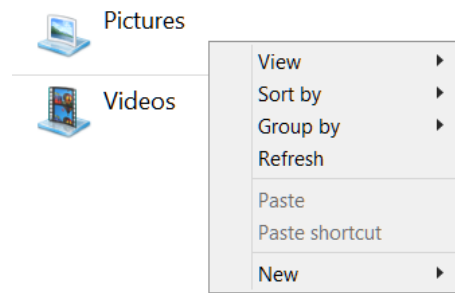 Pictures
View
Sort by
Videos
Group by
Refresh
Paste
Paste shortcut
New